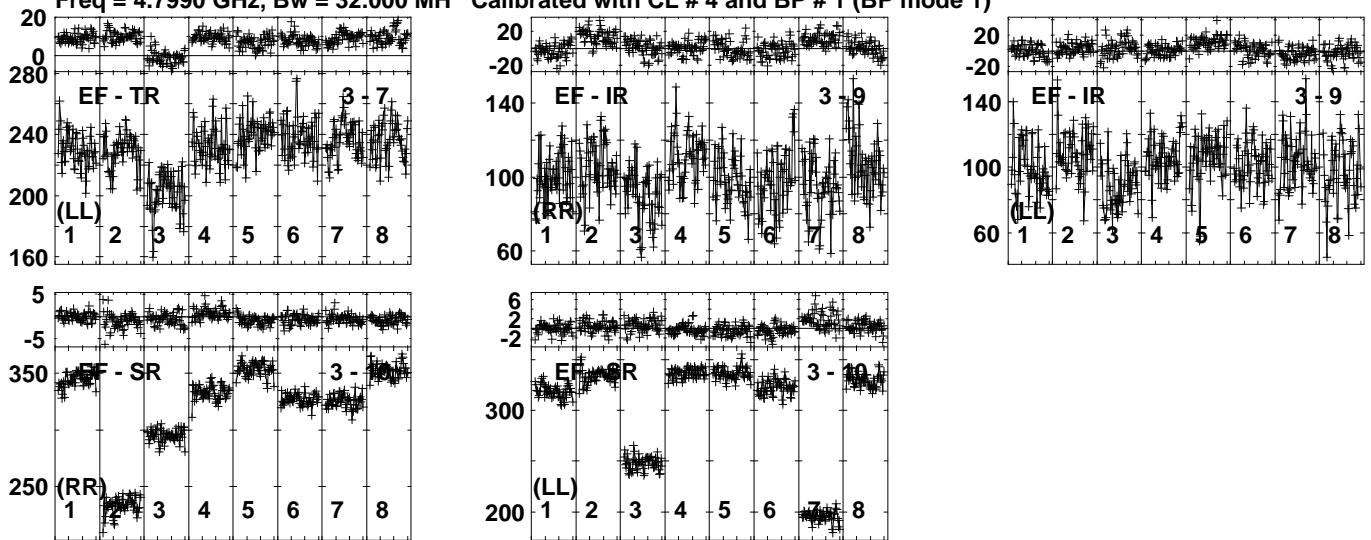 Freq = 4.7990 GHz, Bw = 32.000 MH Calibrated with CL # 4 and BP # 1 (BP mode 1)
20
0
280
240
200
160
EF - TR 3 - 7
(LL)
1 2 3 4 5 6 7 8
20
-20
140
100
60
EF - IR 3 - 9
(RR)
1 2 3 4 5 6 7 8
20
-20
140
100
60
EF - IR 3 - 9
(LL)
1 2 3 4 5 6 7 8
5
-5
350
250
EF - SR 3 - 10
(RR)
1 2 3 4 5 6 7 8
6
2
-2
300
200
EF - SR 3 - 10
(LL)
1 2 3 4 5 6 7 8